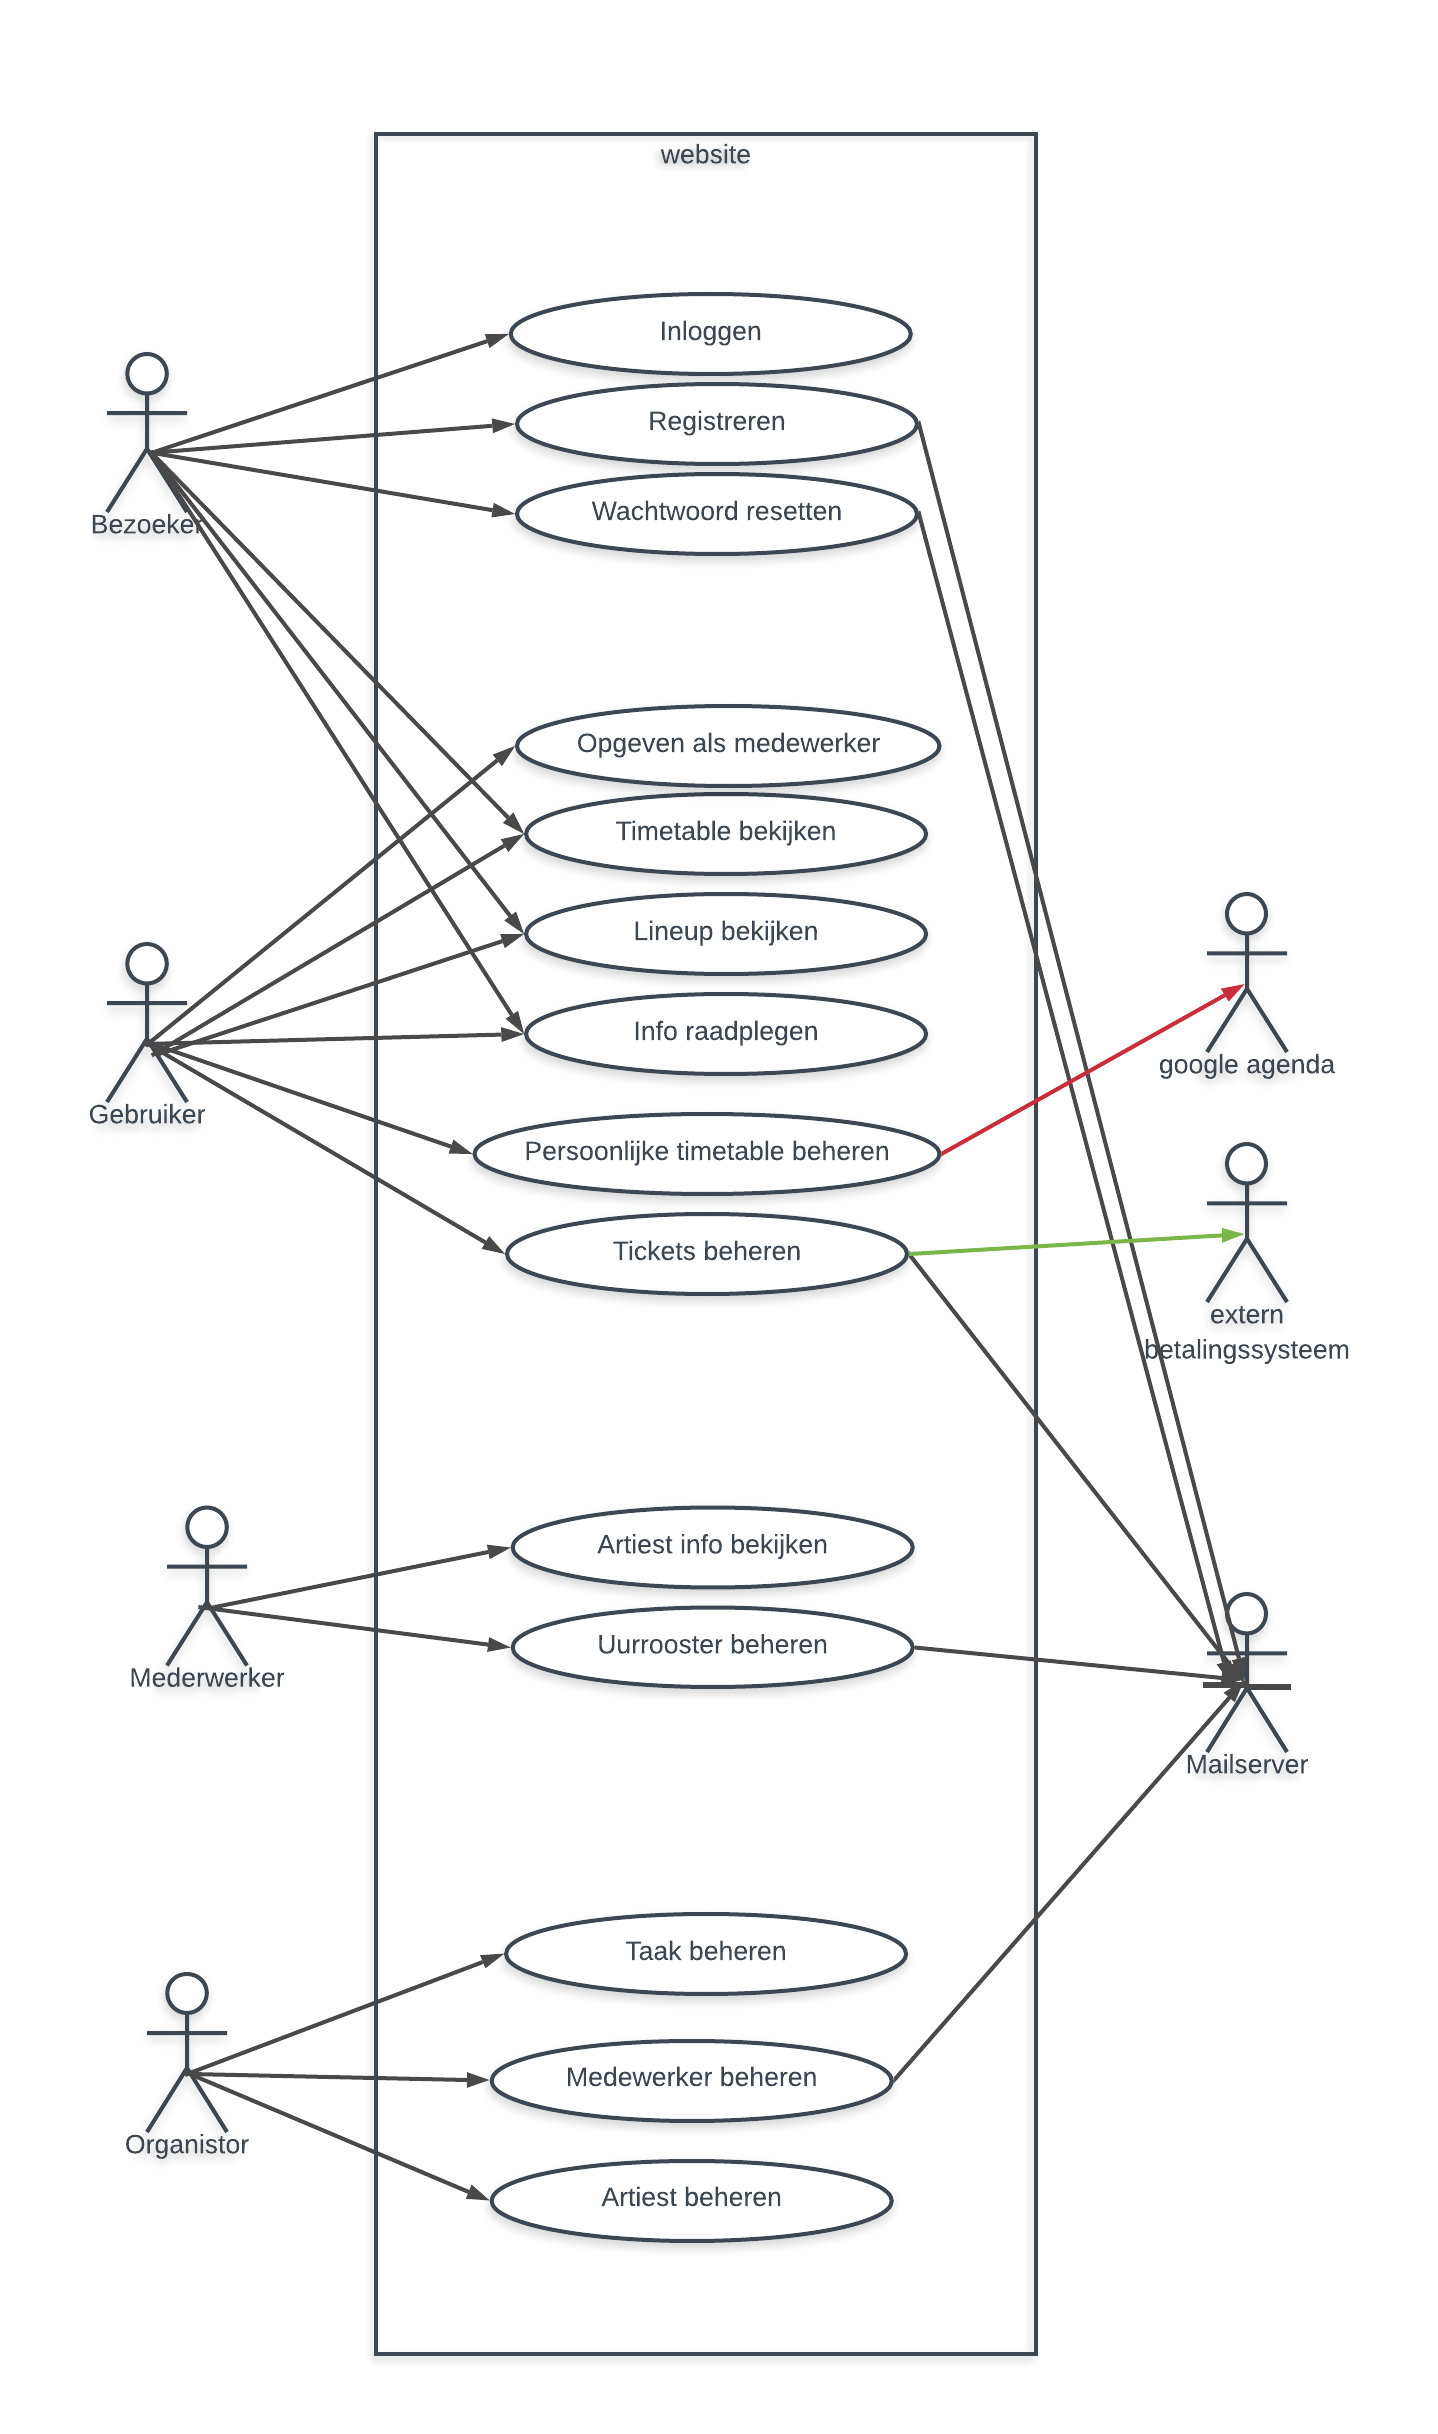 website
Inloggen
Registreren
Wachtwoord resetten
Bezoeker
Opgeven als medewerker
Timetable bekijken
Lineup bekijken
Info raadplegen
google agenda
Gebruiker
Persoonlijke timetable beheren
Tickets beheren
extern
betalingssysteem
Artiest info bekijken
Uurrooster beheren
Mederwerker
Mailserver
Taak beheren
Medewerker beheren
Organistor
Artiest beheren